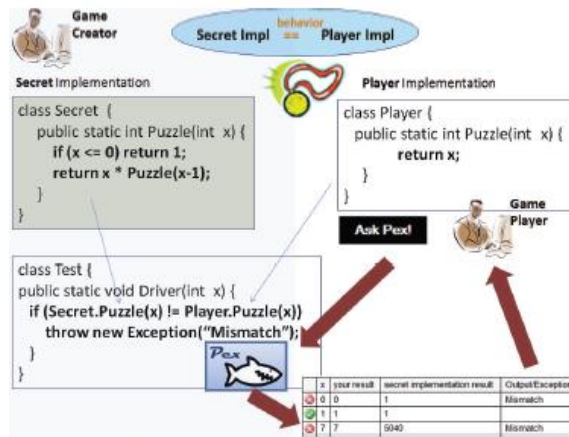 Game
Creator
behavior
Secret Impl == Player Impl
Secret Implementation
class Secret {
public static int Puzzle(int x) {
if (x <= 0) return 1;
return x * Puzzle(x-1);
}
}
Player Implementation
class Player {
public static int Puzzle(int x) {
return x;
}
}
Ask Pex!
Game
Player
class Test {
public static void Driver(int x) {
if (Secret.Puzzle(x) != Player.Puzzle(x))
throw new Exception(“Mismatch”);
}
}
Pex
x your result secret implementation result Output/Exception
0 0 1 Mismatch
1 1 1
7 7 5040 Mismatch